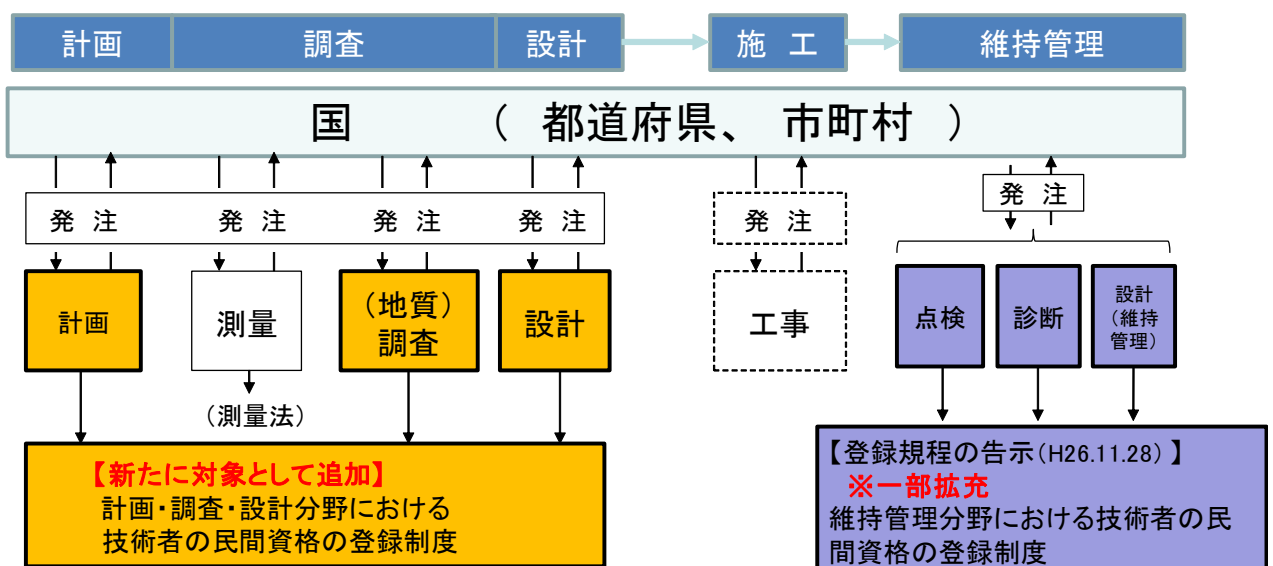 計画 調査 設計 施 工 維持管理
国 ( 都道府県、 市町村 )
発 注 発 注 発 注 発 注 発 注 発 注
計画
測量
(地質)
調査
設計
工事
点検
診断
設計
(維持
管理)
(測量法)
【新たに対象として追加】
計画・調査・設計分野における
技術者の民間資格の登録制度
【登録規程の告示(H26.11.28)】
※一部拡充
維持管理分野における技術者の民
間資格の登録制度